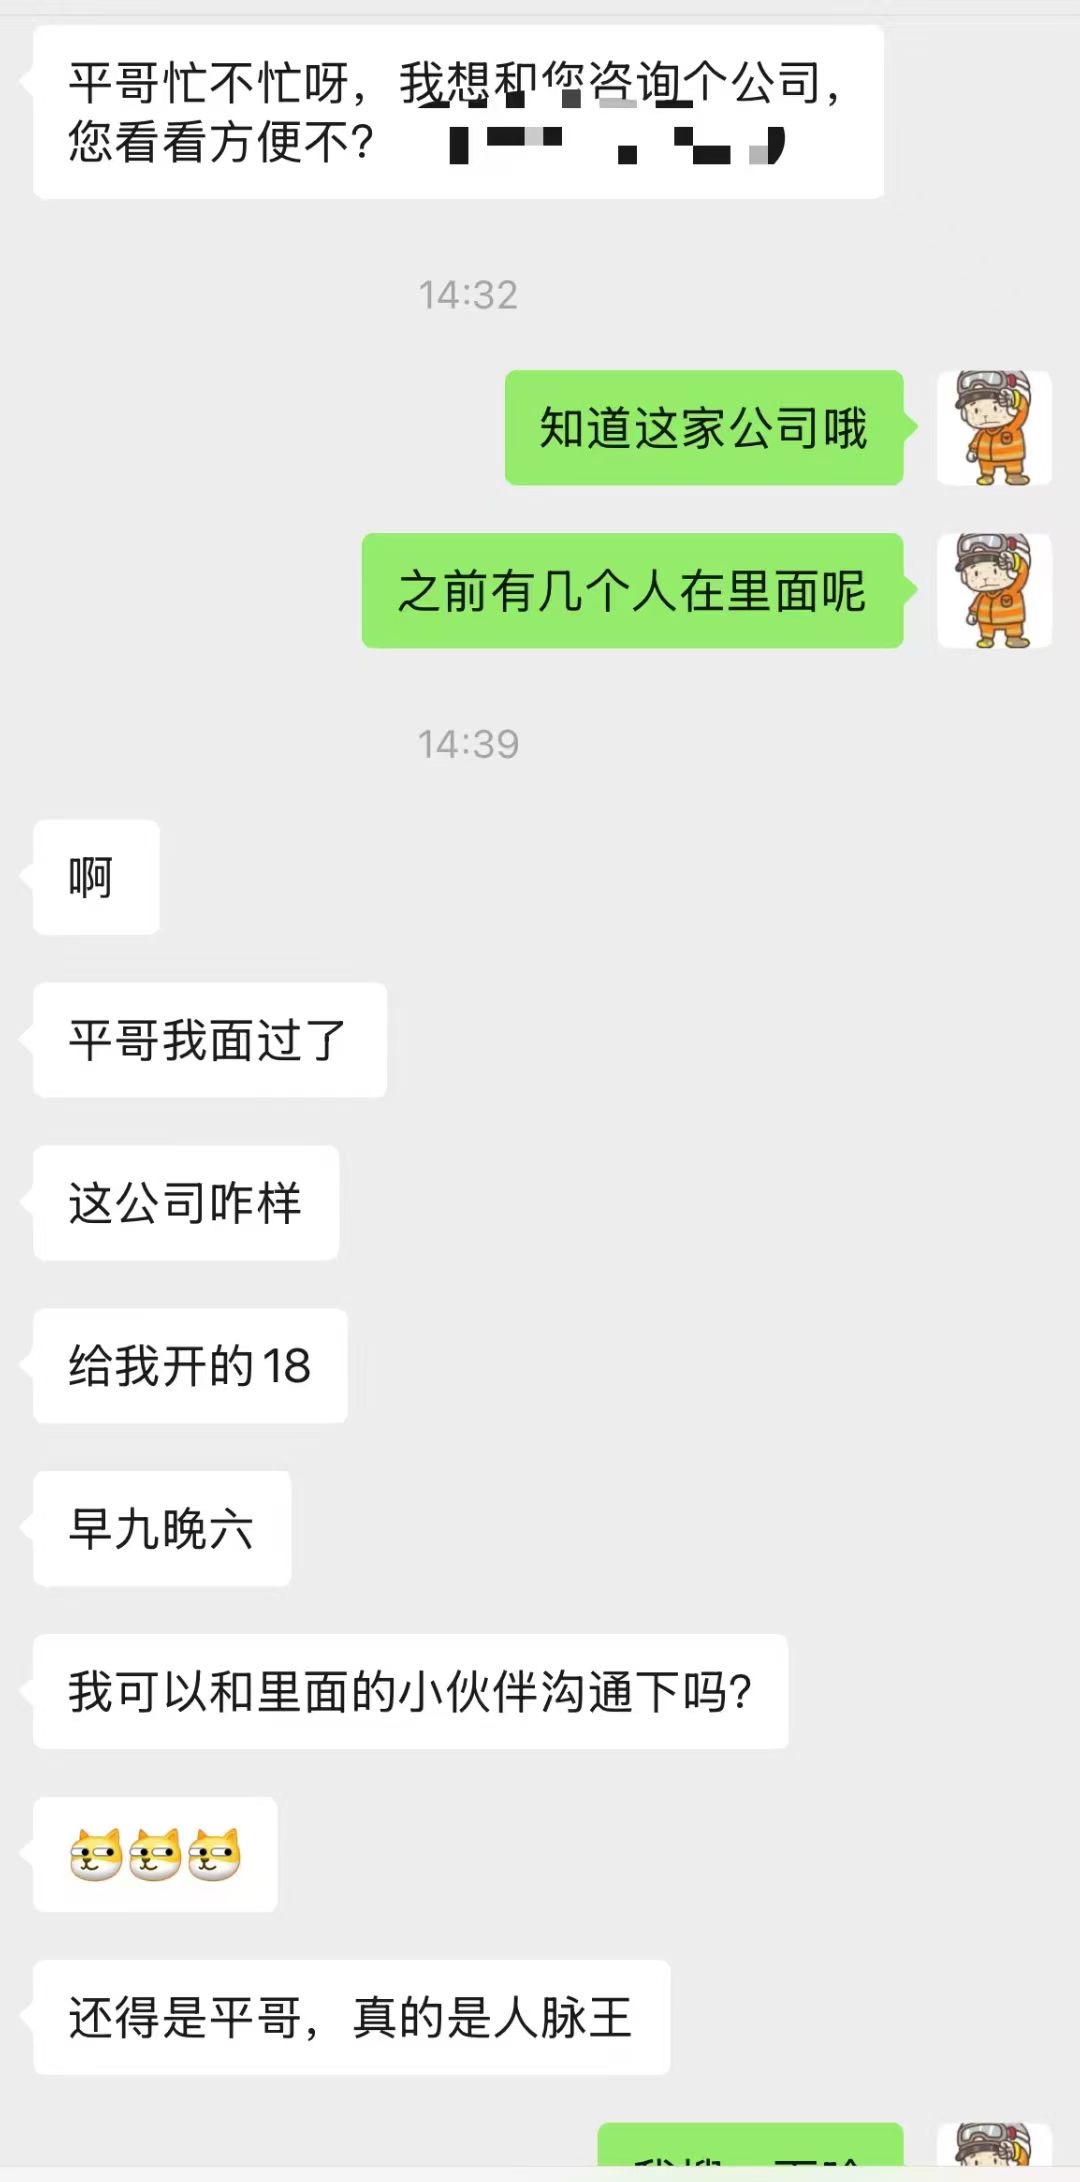 平哥忙不忙呀，我想和您咨询个公司，
您看看方便不？
14:32
知道这家公司哦
之前有几个人在里面呢
14:39
啊
平哥我面过了
这公司咋样
给我开的18
早九晚六
我可以和里面的小伙伴沟通下吗？
还得是平哥，真的是人脉王